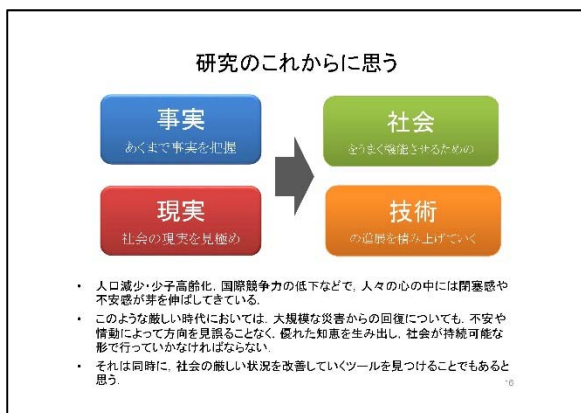 研究のこれからに思う
事実
あくまで事実を把握
社会
をうまく機能させるための
現実
社会の現実を見極め
技術
の進展を積み上げていく
• 人口減少・少子高齢化，国際競争力の低下などで，人々の心の中には閉塞感や
不安感が芽を伸ばしてきている．
• このような厳しい時代においては，大規模な災害からの回復についても，不安や
情動によって方向を見誤ることなく，優れた知恵を生み出し，社会が持続可能な
形で行っていかなければならない．
• それは同時に，社会の厳しい状況を改善していくツールを見つけることでもあると
思う．
16